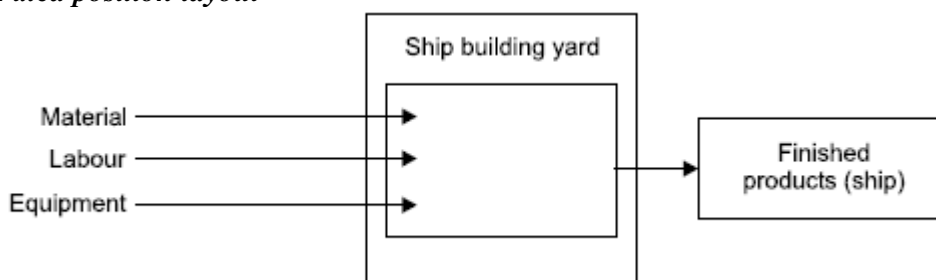 Fixed position layout
Ship building yard
Material
Labour
Equipment
Finished
products (ship)